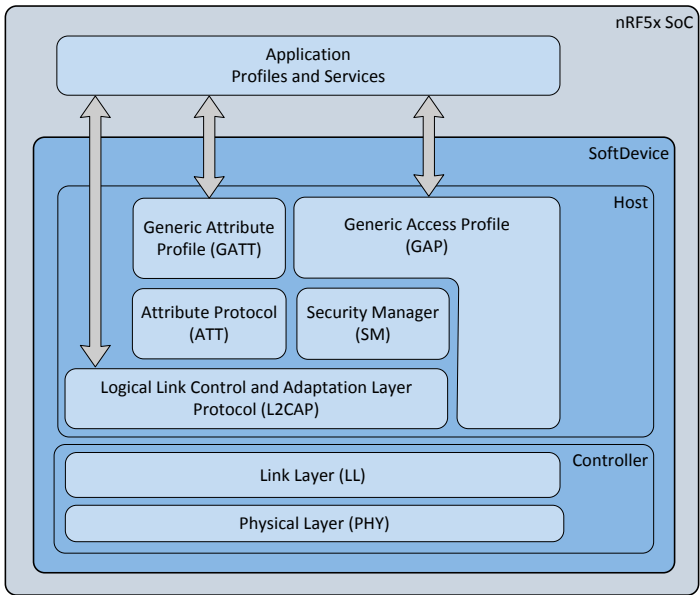 nRF5x SoC
Application
Profiles and Services
SoftDevice
Host
Generic Attribute
Profile (GATT)
Generic Access Profile
(GAP)
Attribute Protocol
(ATT)
Security Manager
(SM)
Logical Link Control and Adaptation Layer
Protocol (L2CAP)
Controller
Link Layer (LL)
Physical Layer (PHY)